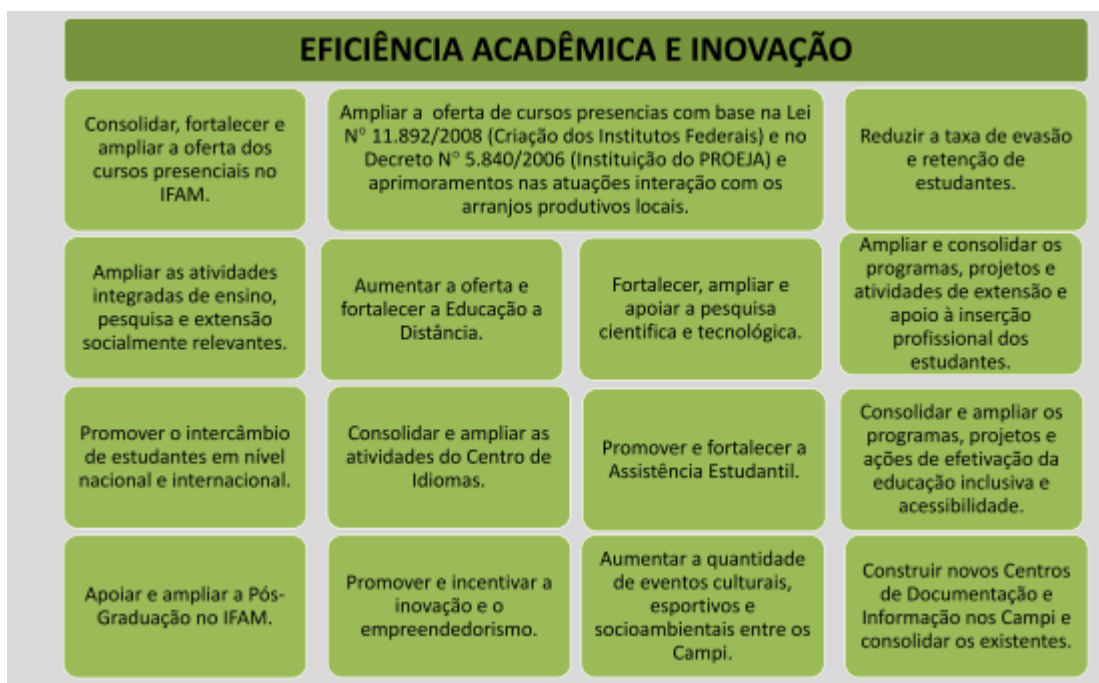 EFICIÊNCIA ACADÊMICA E INOVAÇÃO
Consolidar, fortalecer e
ampliar a oferta dos
cursos presenciais no
IFAM.
Ampliar a oferta de cursos presencias com base na Lei
N° 11.892/2008 (Criação dos Institutos Federais) e no
Decreto N° 5.840/2006 (Instituição do PROEJA) e
aprimoramentos nas atuações interação com os
arranjos produtivos locais.
Reduzir a taxa de evasão
e retenção de
estudantes.
Ampliar as atividades
integradas de ensino,
pesquisa e extensão
socialmente relevantes.
Aumentar a oferta e
fortalecer a Educação a
Distância.
Fortalecer, ampliar e
apoiar a pesquisa
cientifica e tecnológica.
Ampliar e consolidar os
programas, projetos e
atividades de extensão e
apoio à inserção
profissional dos
estudantes.
Promover o intercâmbio
de estudantes em nível
nacional e internacional.
Consolidar e ampliar as
atividades do Centro de
Idiomas.
Promover e fortalecer a
Assistência Estudantil.
Consolidar e ampliar os
programas, projetos e
ações de efetivação da
educação inclusiva e
acessibilidade.
Apoiar e ampliar a Pós-
Graduação no IFAM.
Promover e incentivar a
inovação e o
empreendedorismo.
Aumentar a quantidade
de eventos culturais,
esportivos e
socioambientais entre os
Campi.
Construir novos Centros
de Documentação e
Informação nos Campi e
consolidar os existentes.